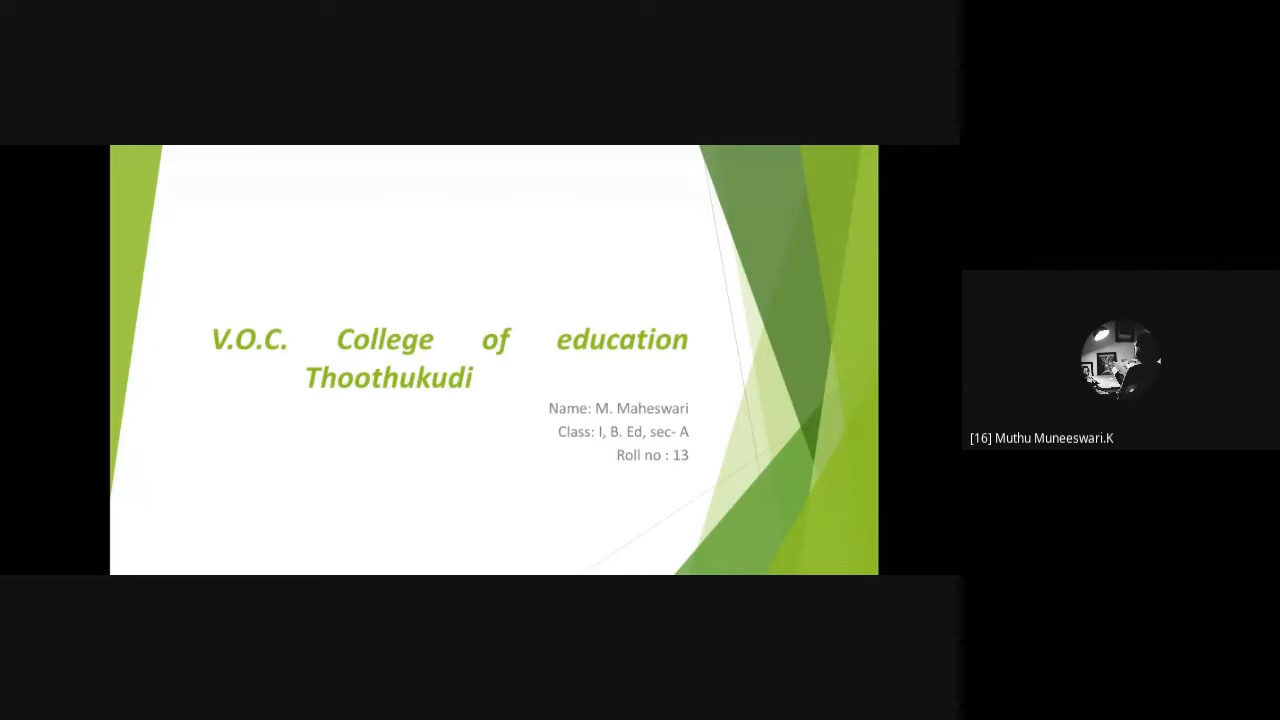 V.O.C. College of education
Thoothukudi
Name: M. Maheswari
Class: I, B. Ed, sec- A
Roll no : 13
[16] Muthu Muneeswari.K